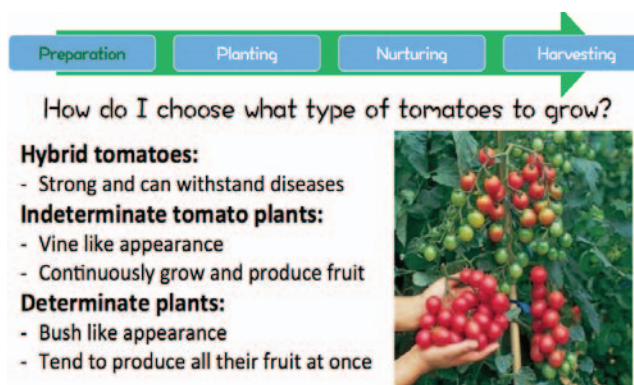 Preparation
Planting
Nurturing
Harvesting
How do I choose what type of tomatoes to grow?
Hybrid tomatoes:
- Strong and can withstand diseases
Indeterminate tomato plants:
- Vine like appearance
- Continuously grow and produce fruit
Determinate plants:
- Bush like appearance
- Tend to produce all their fruit at once